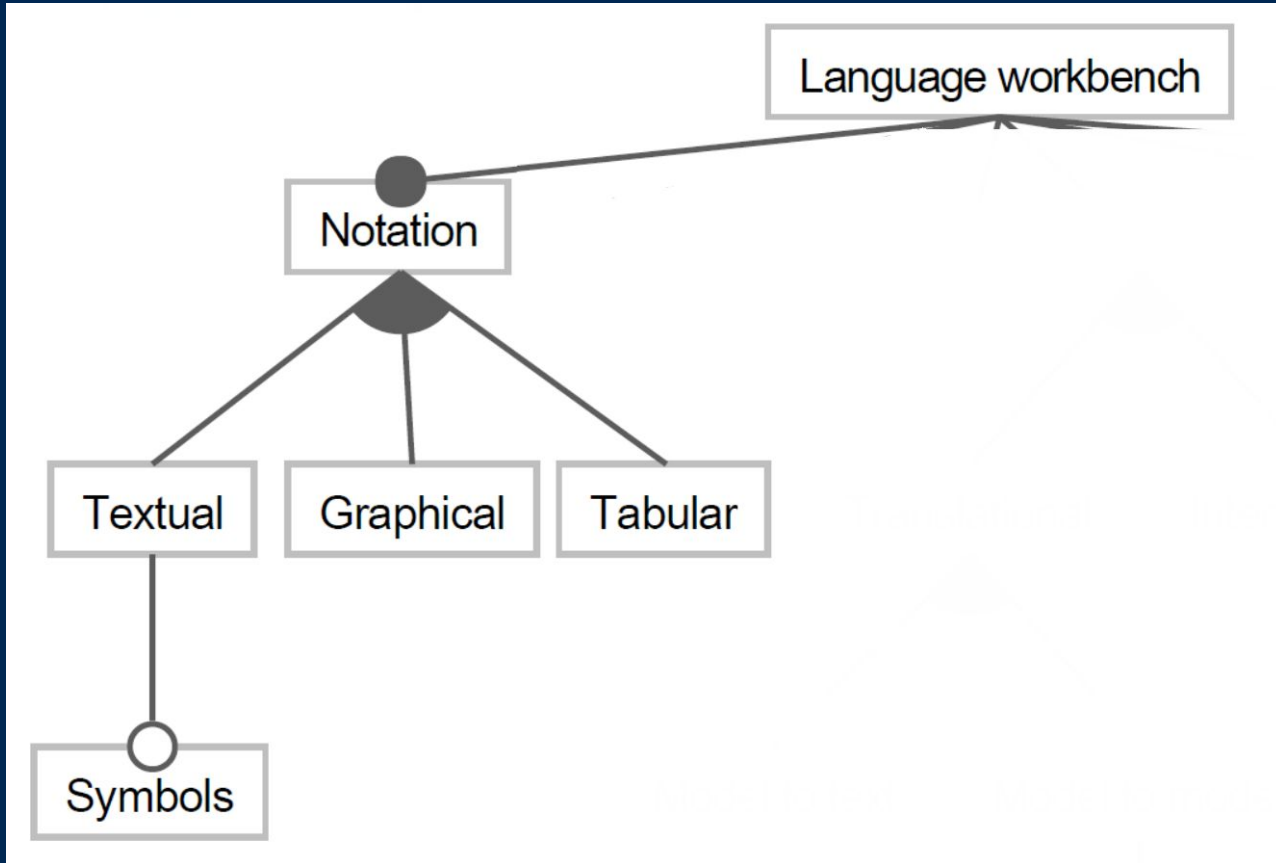 Language workbench
Notation
Textual
Graphical
Tabular
Symbols